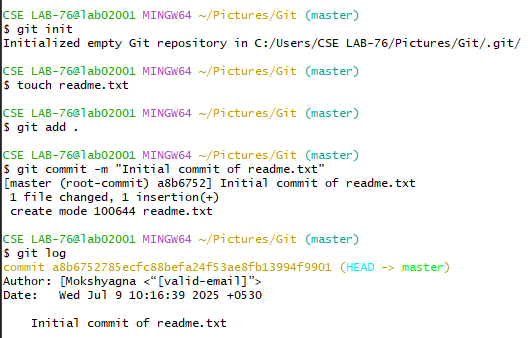 CSE LAB-76@lab02001 MINGW64 ~/Pictures/Git (master)
$ git init
Initialized empty Git repository in C:/Users/CSE LAB-76/Pictures/Git/.git/
CSE LAB-76@lab02001 MINGW64 ~/Pictures/Git (master)
$ touch readme.txt
CSE LAB-76@lab02001 MINGW64 ~/Pictures/Git (master)
$ git add .
CSE LAB-76@lab02001 MINGW64 ~/Pictures/Git (master)
$ git commit -m "Initial commit of readme.txt"
[master (root-commit) a8b6752] Initial commit of readme.txt
 1 file changed, 1 insertion(+)
 create mode 100644 readme.txt
CSE LAB-76@lab02001 MINGW64 ~/Pictures/Git (master)
$ git log
commit a8b6752785ecfc88befa24f53ae8fb13994f9901 (HEAD -> master)
Author: [Mokshyagna <“[valid-email]”>
Date:   Wed Jul 9 10:16:39 2025 +0530
    Initial commit of readme.txt